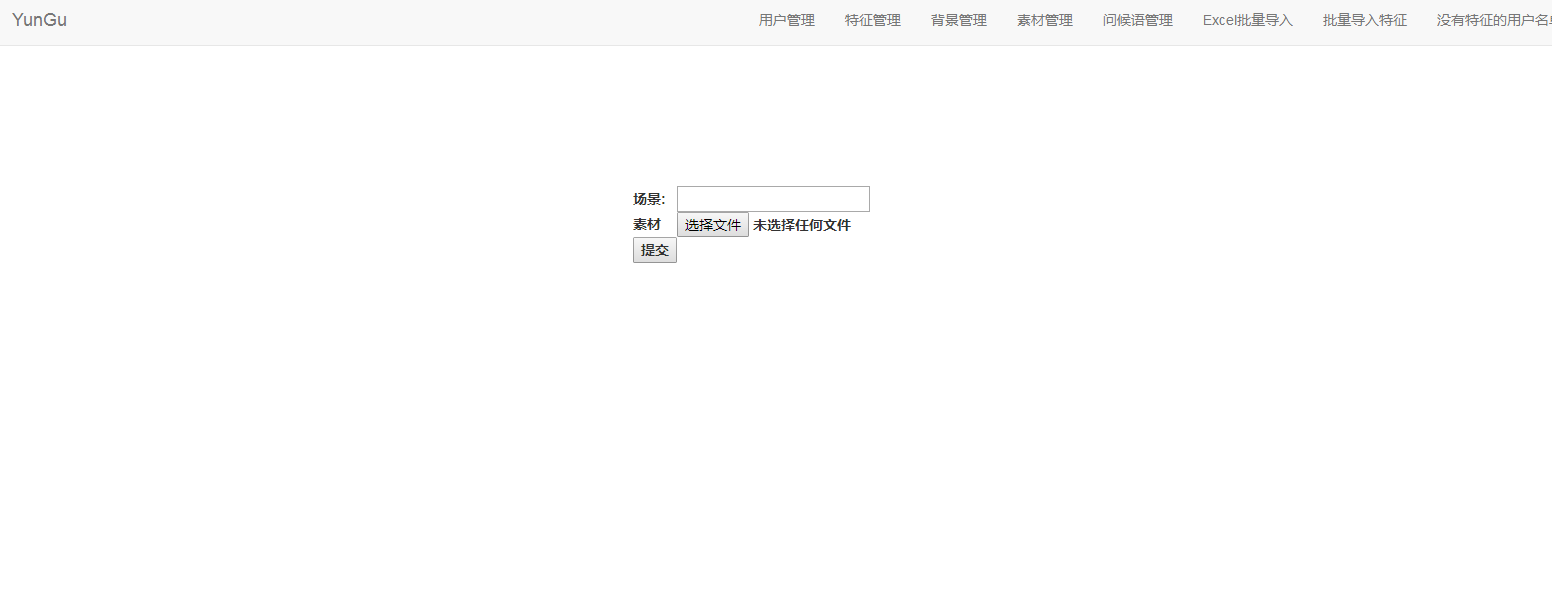 YunGu 用户管理 特征管理 背景管理 素材管理 问候语管理 Excel批量导入 批量导入特征 没有特征的用户名
场景:
素材 选择文件 未选择任何文件
提交